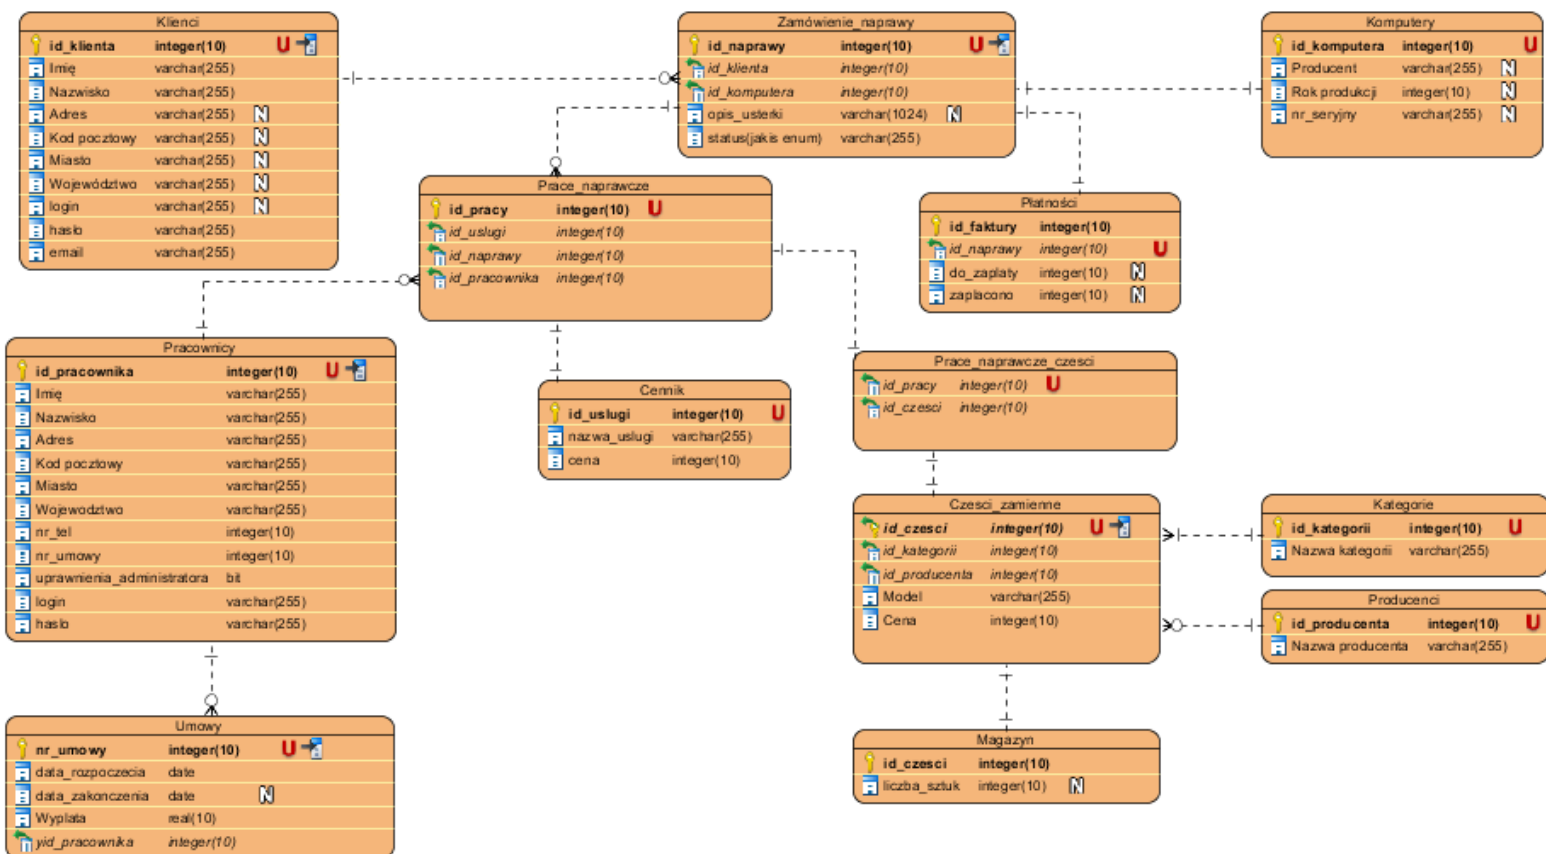 Klienci
id_klienta integer(10) U
Imię varchar(255)
Nazwisko varchar(255)
Adres varchar(255) N
Kod pocztowy varchar(255) N
Miasto varchar(255) N
Województwo varchar(255) N
login varchar(255) N
hasło varchar(255)
email varchar(255)
Zamówienie_naprawy
id_naprawy integer(10) U
id_klienta integer(10)
id_komputera integer(10)
opis_usterki varchar(1024) N
status(jakis enum) varchar(255)
Komputery
id_komputera integer(10) U
Producent varchar(255) N
Rok produkcji integer(10) N
nr_seryjny varchar(255) N
Prace_naprawcze
id_pracy integer(10) U
id_uslugi integer(10)
id_naprawy integer(10)
id_pracownika integer(10)
Płatności
id_faktury integer(10)
id_naprawy integer(10) U
do_zaplaty integer(10) N
zaplacono integer(10) N
Pracownicy
id_pracownika integer(10) U
Imię varchar(255)
Nazwisko varchar(255)
Adres varchar(255)
Kod pocztowy varchar(255)
Miasto varchar(255)
Wojewodztwo varchar(255)
nr_tel integer(10)
nr_umowy integer(10)
uprawnienia_administratora bit
login varchar(255)
hasło varchar(255)
Cennik
id_uslugi integer(10) U
nazwa_uslugi varchar(255)
cena integer(10)
Prace_naprawcze_czesci
id_pracy integer(10) U
id_czesci integer(10)
Czesci_zamienne
id_czesci integer(10) U
id_kategorii integer(10)
id_producenta integer(10)
Model varchar(255)
Cena integer(10)
Kategorie
id_kategorii integer(10) U
Nazwa kategorii varchar(255)
Producenci
id_producenta integer(10) U
Nazwa producenta varchar(255)
Umowy
nr_umowy integer(10) U
data_rozpoczecia date
data_zakonczenia date N
Wyplata real(10)
yid_pracownika integer(10)
Magazyn
id_czesci integer(10)
liczba_sztuk integer(10) N